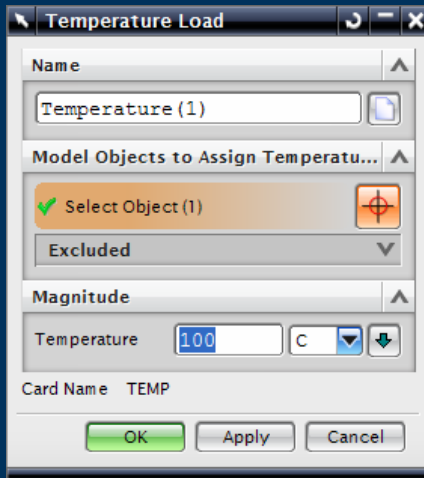 Temperature Load
Name
Temperature(1)
Model Objects to Assign Temperatu...
Select Object (1)
Excluded
Magnitude
Temperature 100 C
Card Name TEMP
OK Apply Cancel